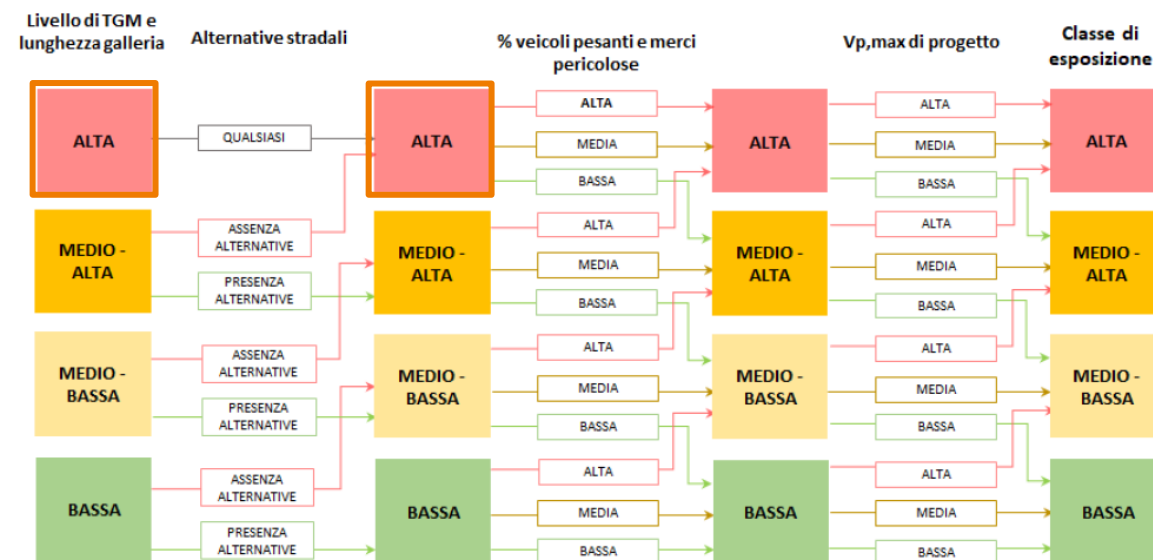 Livello di TGM e
lunghezza galleria
Alternative stradali
% veicoli pesanti e merci
pericolose
Vp,max di progetto
Classe di
esposizione
ALTA
QUALSIASI
ALTA
ALTA
MEDIA
BASSA
ALTA
ALTA
MEDIA
BASSA
ALTA
MEDIO -
ALTA
ASSENZA
ALTERNATIVE
PRESENZA
ALTERNATIVE
MEDIO -
ALTA
ALTA
MEDIA
BASSA
MEDIO -
ALTA
ALTA
MEDIA
BASSA
MEDIO -
ALTA
MEDIO -
BASSA
ASSENZA
ALTERNATIVE
PRESENZA
ALTERNATIVE
MEDIO -
BASSA
ALTA
MEDIA
BASSA
MEDIO -
BASSA
ALTA
MEDIA
BASSA
MEDIO -
BASSA
BASSA
ASSENZA
ALTERNATIVE
PRESENZA
ALTERNATIVE
BASSA
ALTA
MEDIA
BASSA
BASSA
ALTA
MEDIA
BASSA
BASSA